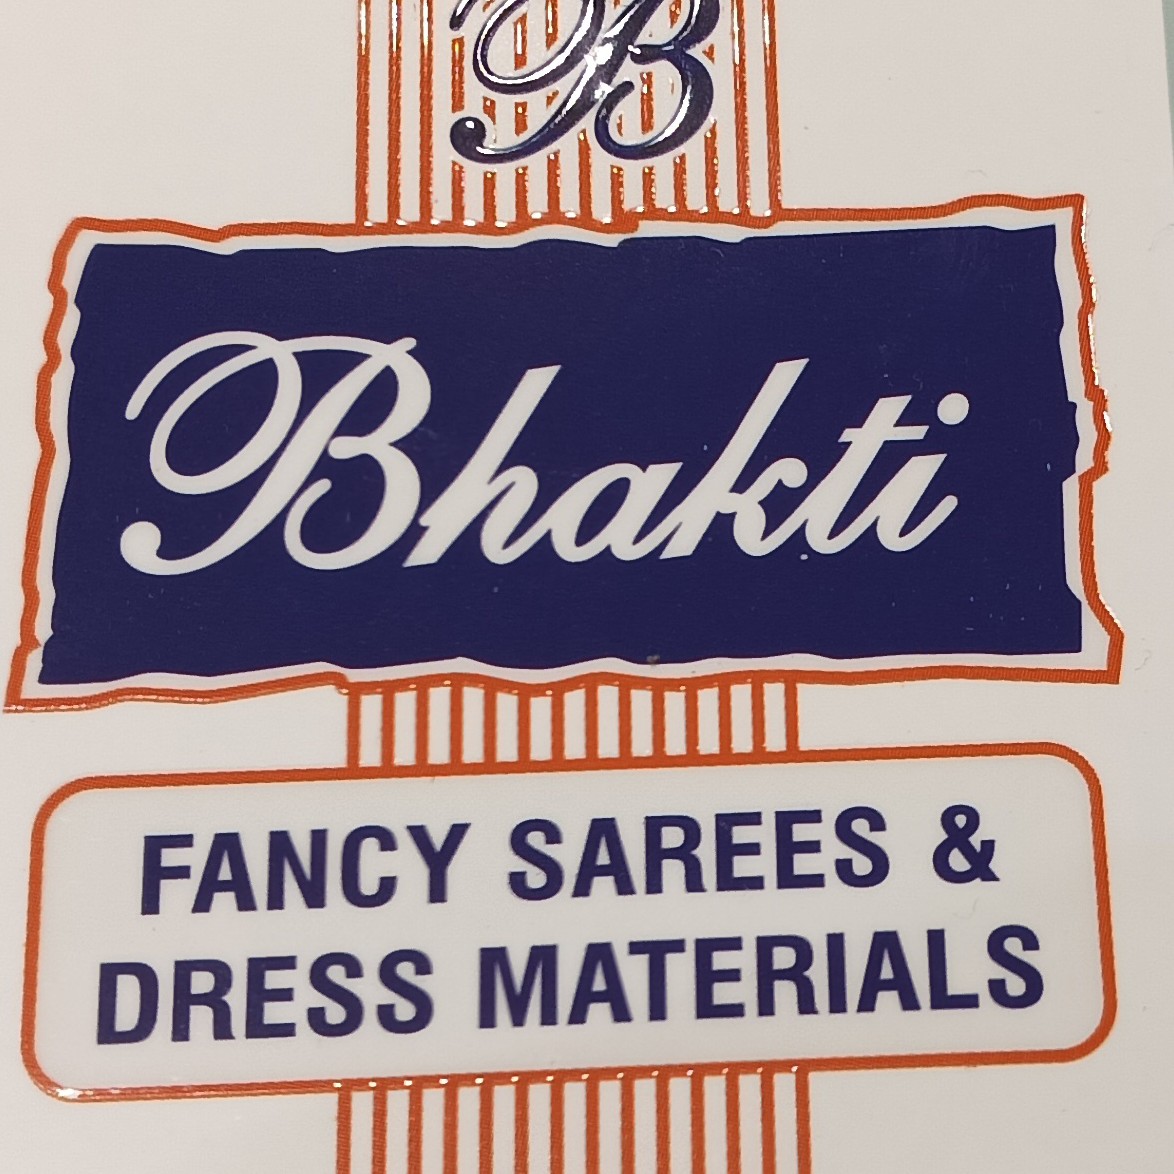 B
Bhakti
FANCY SAREES &
DRESS MATERIALS